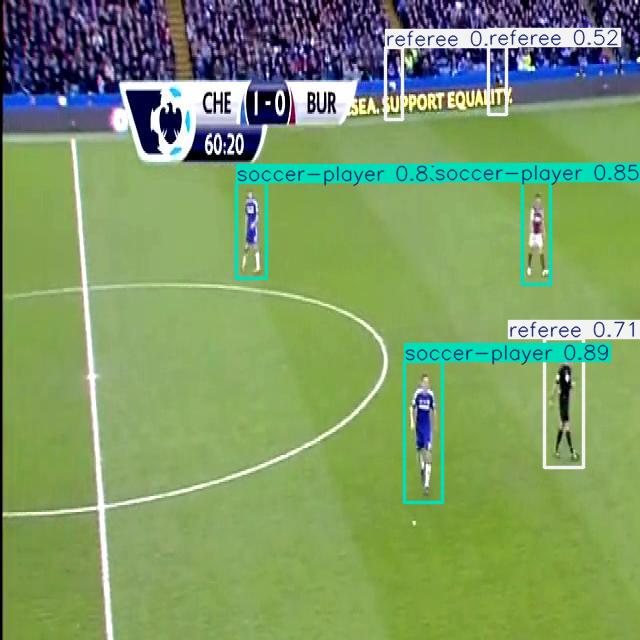 referee 0.
referee 0.52
SEA. SUPPORT EQUALITY.
CHE 1-0 BUR
60:20
soccer-player 0.8
soccer-player 0.85
referee 0.71
soccer-player 0.89